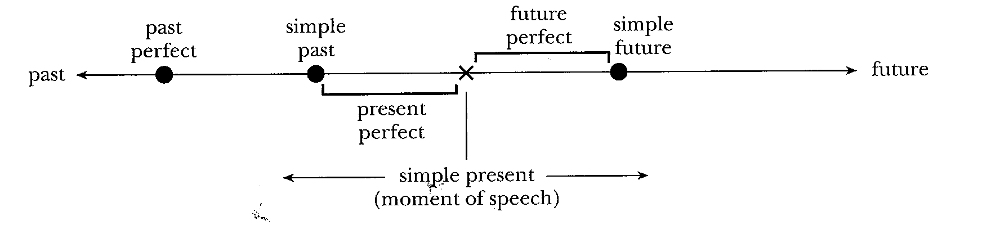 past
perfect
simple
past
future
perfect
simple
future
past
future
present
perfect
simple present
(moment of speech)